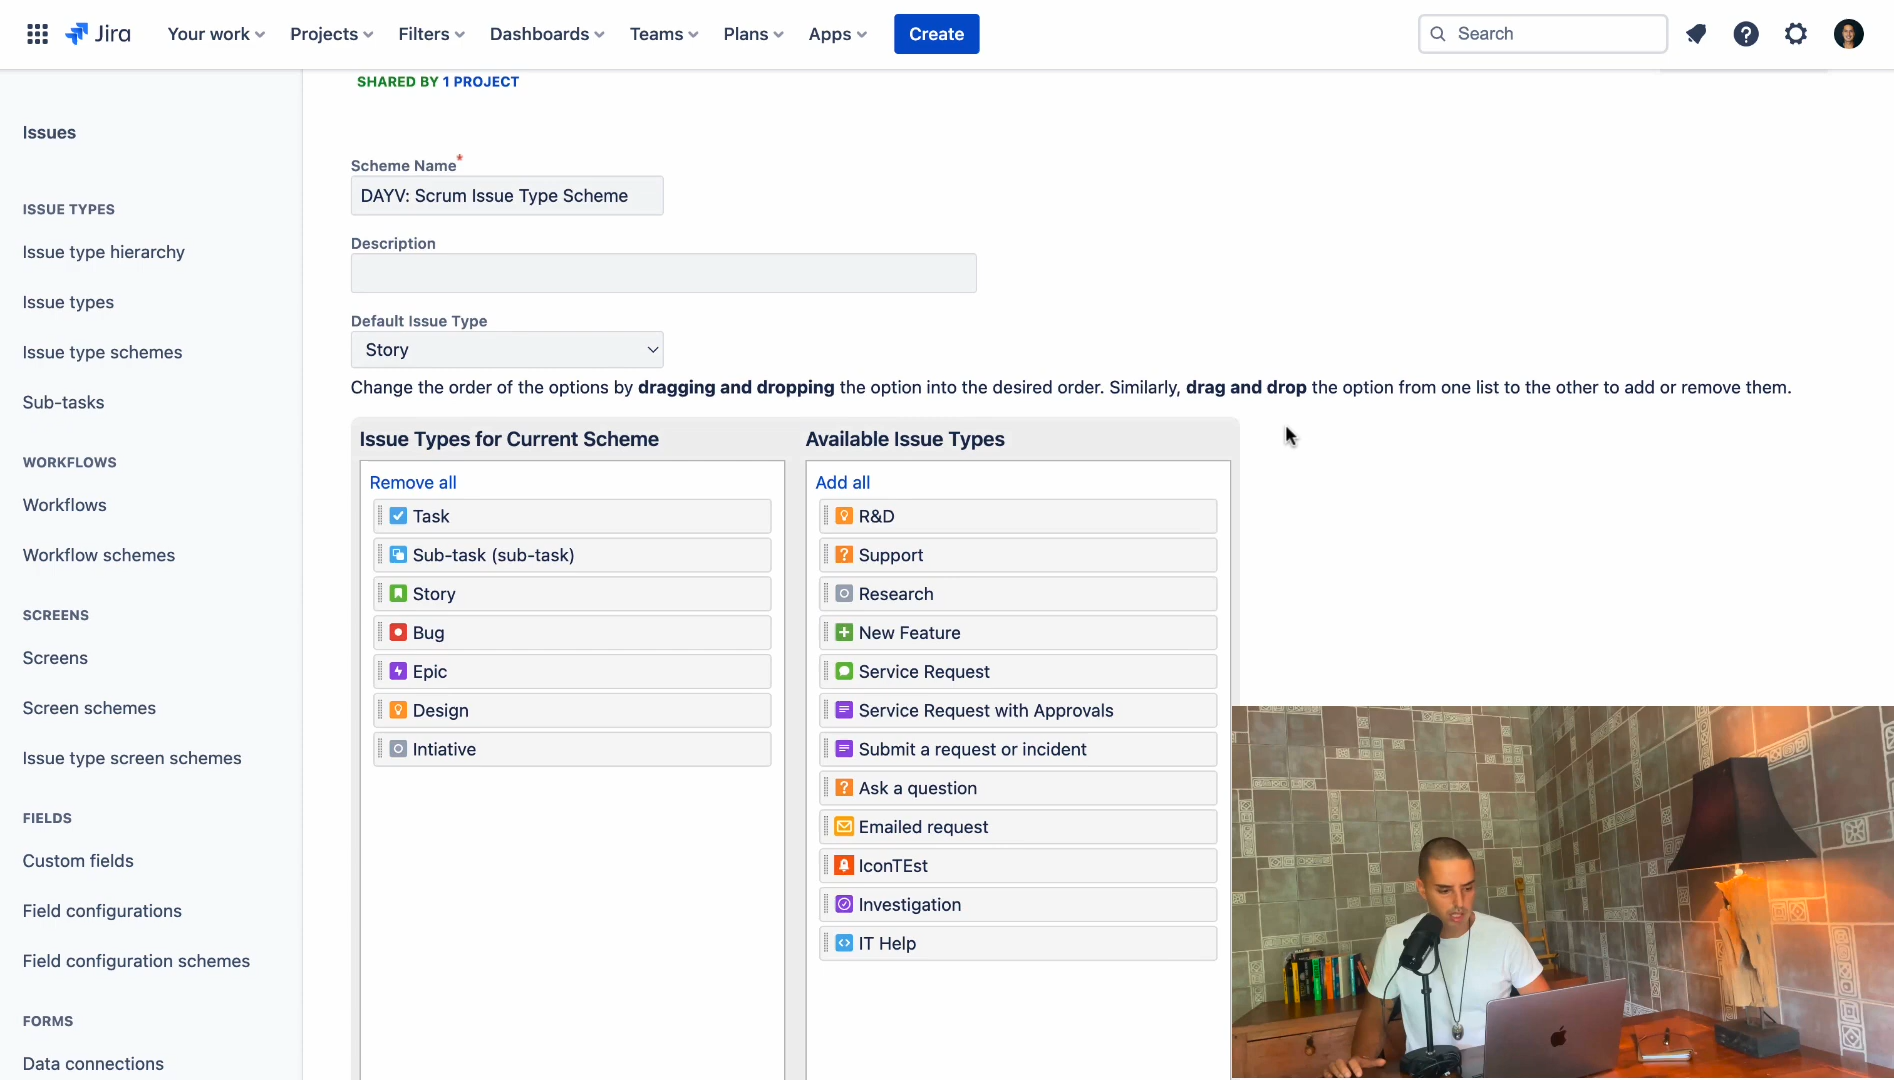 Jira
Your work
Projects
Filters
Dashboards
Teams
Plans
Apps
Create
Search
SHARED BY 1 PROJECT
Issues
ISSUE TYPES
Issue type hierarchy
Issue types
Issue type schemes
Sub-tasks
WORKFLOWS
Workflows
Workflow schemes
SCREENS
Screens
Screen schemes
Issue type screen schemes
FIELDS
Custom fields
Field configurations
Field configuration schemes
FORMS
Data connections
Scheme Name*
DAYV: Scrum Issue Type Scheme
Description
Default Issue Type
Story
Change the order of the options by dragging and dropping the option into the desired order. Similarly, drag and drop the option from one list to the other to add or remove them.
Issue Types for Current Scheme
Remove all
Task
Sub-task (sub-task)
Story
Bug
Epic
Design
Intiative
Available Issue Types
Add all
R&D
Support
Research
New Feature
Service Request
Service Request with Approvals
Submit a request or incident
Ask a question
Emailed request
IconTEst
Investigation
IT Help